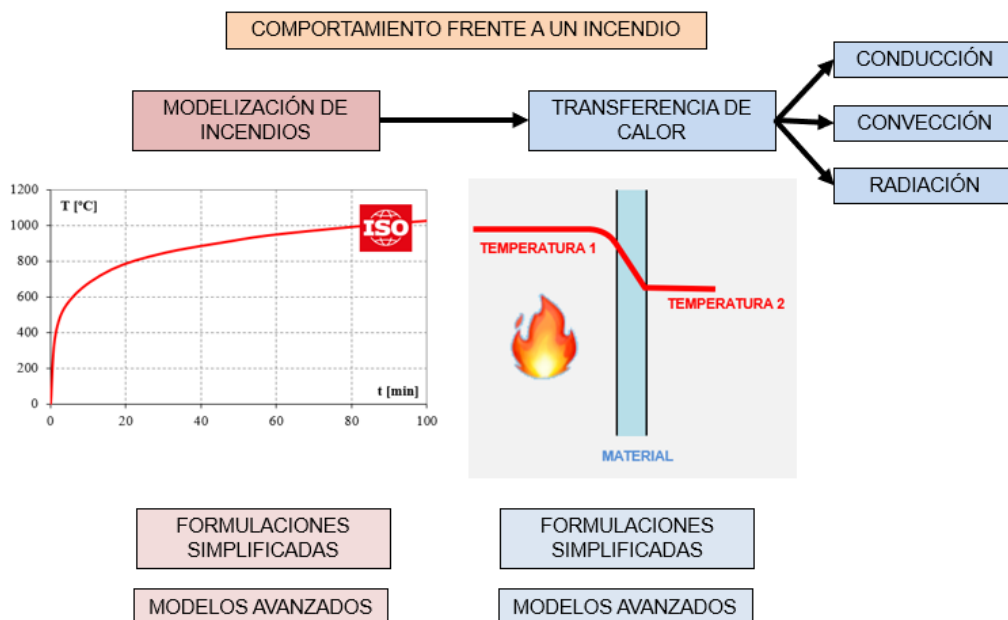 COMPORTAMIENTO FRENTE A UN INCENDIO
MODELIZACIÓN DE
INCENDIOS
TRANSFERENCIA DE
CALOR
CONDUCCIÓN
CONVECCIÓN
RADIACIÓN
1200
1000
800
600
400
200
0
T [ºC]
ISO
t [min]
0
20
40
60
80
100
TEMPERATURA 1
TEMPERATURA 2
MATERIAL
FORMULACIONES
SIMPLIFICADAS
FORMULACIONES
SIMPLIFICADAS
MODELOS AVANZADOS
MODELOS AVANZADOS